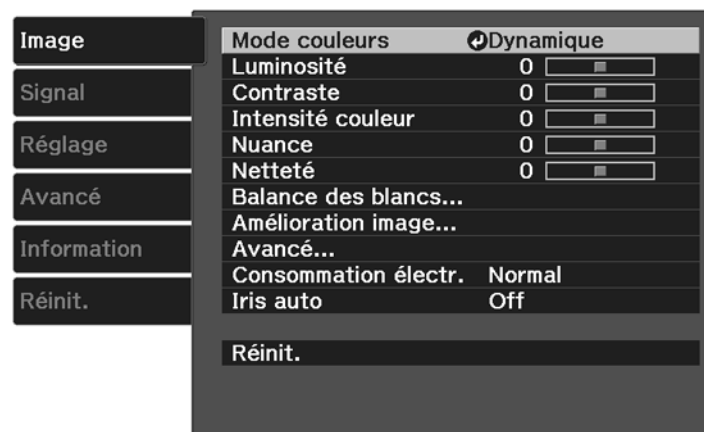 Image
Signal
Réglage
Avancé
Information
Réinit.
Mode couleurs Dynamique
Luminosité 0
Contraste 0
Intensité couleur 0
Nuance 0
Netteté 0
Balance des blancs...
Amélioration image...
Avancé...
Consommation électr. Normal
Iris auto Off
Réinit.